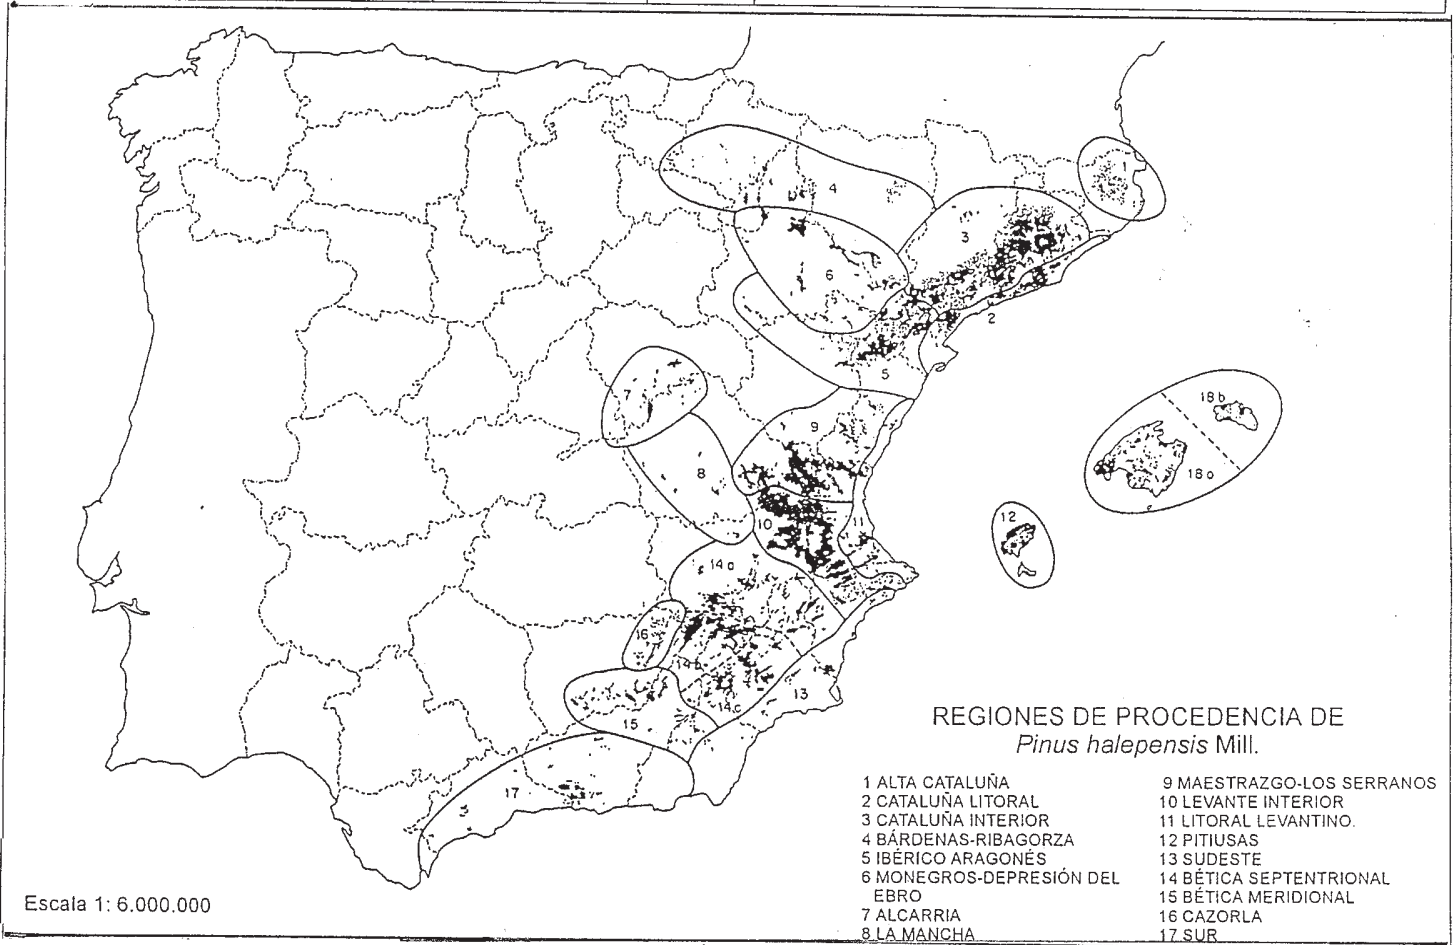 1
4
3
6
2
5
7
18b
9
8
18a
12
10
11
14a
16
14b
13
14c
15
17
REGIONES DE PROCEDENCIA DE
Pinus halepensis Mill.
1 ALTA CATALUÑA
2 CATALUÑA LITORAL
3 CATALUÑA INTERIOR
4 BÁRDENAS-RIBAGORZA
5 IBÉRICO ARAGONÉS
6 MONEGROS-DEPRESIÓN DEL
EBRO
7 ALCARRIA
8 LA MANCHA
9 MAESTRAZGO-LOS SERRANOS
10 LEVANTE INTERIOR
11 LITORAL LEVANTINO.
12 PITIUSAS
13 SUDESTE
14 BÉTICA SEPTENTRIONAL
15 BÉTICA MERIDIONAL
16 CAZORLA
17 SUR
Escala 1: 6.000.000